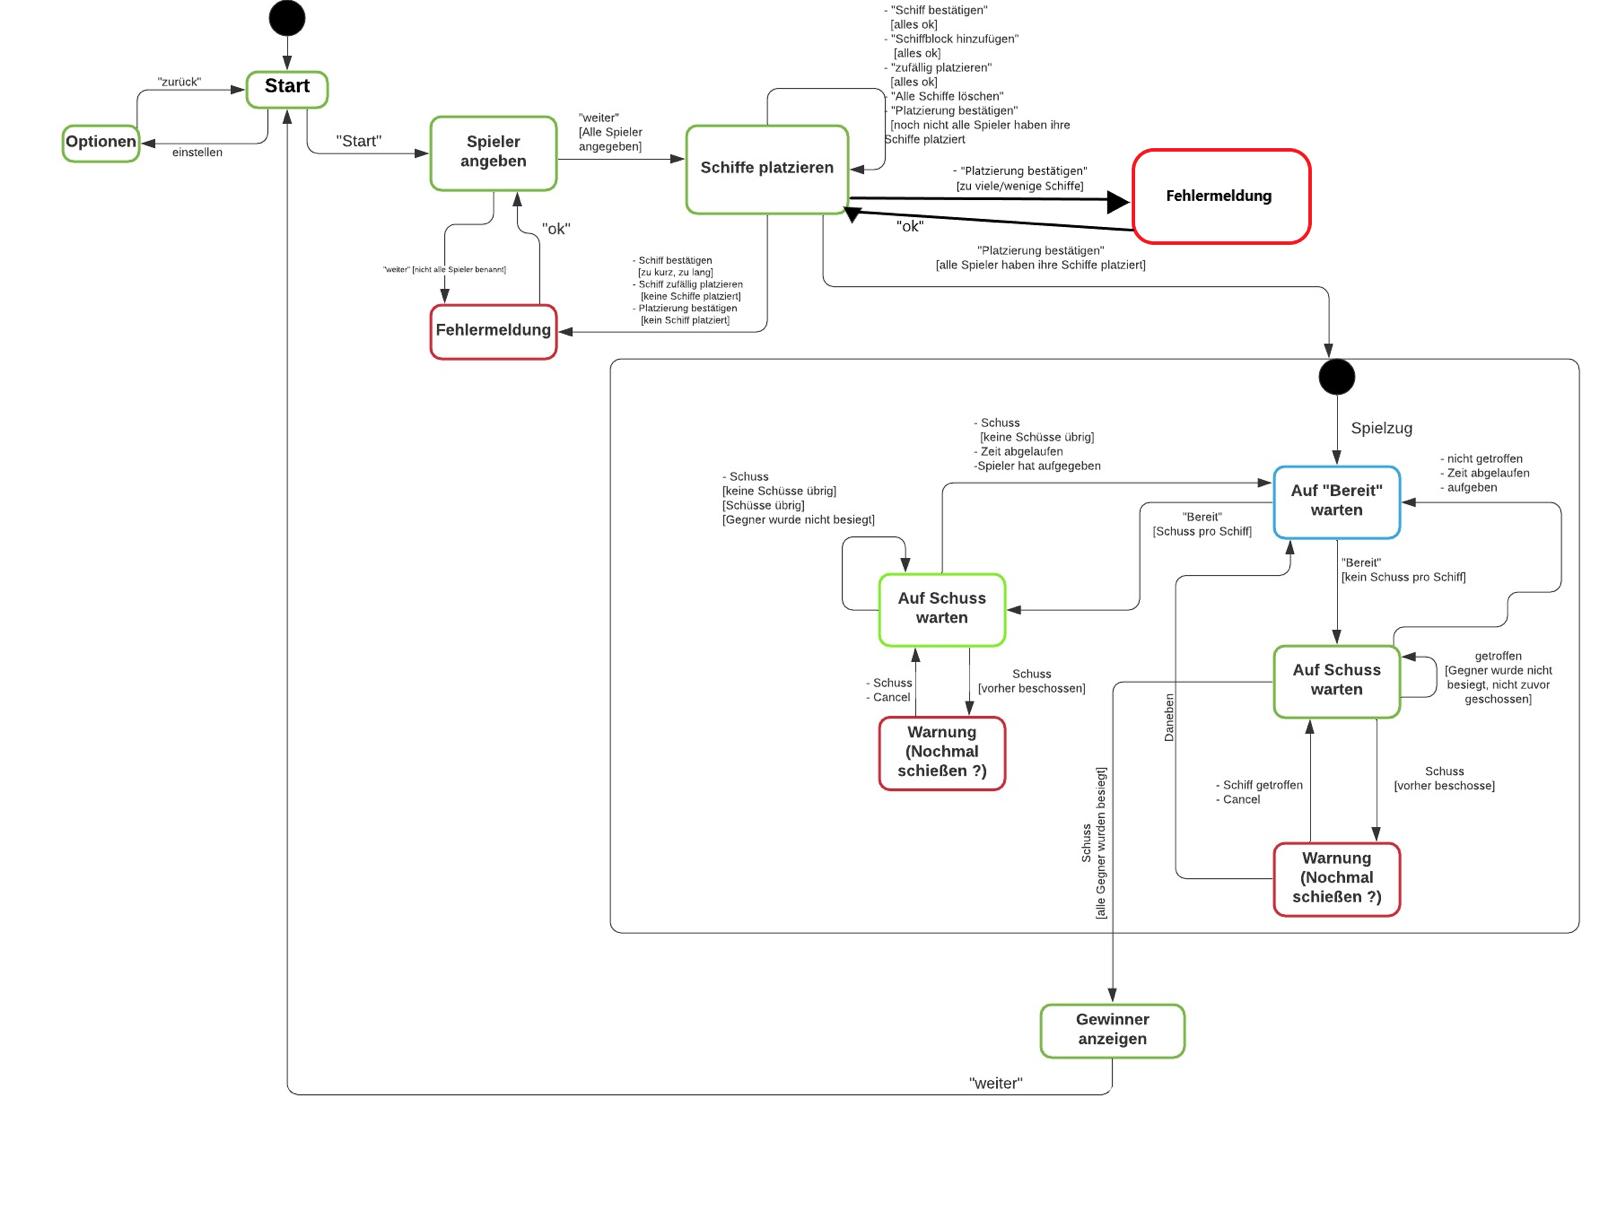 "zurück"
Start
Optionen
einstellen
"Start"
Spieler
angeben
"weiter"
[Alle Spieler
angegeben]
Schiffe platzieren
- "Schiff bestätigen"
[alles ok]
- "Schiffblock hinzufügen"
[alles ok]
- "zufällig platzieren"
[alles ok]
- "Alle Schiffe löschen"
- "Platzierung bestätigen"
[noch nicht alle Spieler haben ihre
Schiffe platziert
- "Platzierung bestätigen"
[zu viele/wenige Schiffe]
Fehlermeldung
"ok"
"Platzierung bestätigen"
[alle Spieler haben ihre Schiffe platziert]
"ok"
"weiter" [nicht alle Spieler benannt]
Fehlermeldung
- Schiff bestätigen
[zu kurz, zu lang]
- Schiff zufällig platzieren
[keine Schiffe platziert]
- Platzierung bestätigen
[kein Schiff platziert]
Spielzug
- Schuss
[keine Schüsse übrig]
- Zeit abgelaufen
-Spieler hat aufgegeben
- nicht getroffen
- Zeit abgelaufen
- aufgeben
Auf "Bereit"
warten
- Schuss
[keine Schüsse übrig]
[Schüsse übrig]
[Gegner wurde nicht besiegt]
"Bereit"
[Schuss pro Schiff]
"Bereit"
[kein Schuss pro Schiff]
Auf Schuss
warten
Auf Schuss
warten
getroffen
[Gegner wurde nicht
besiegt, nicht zuvor
geschossen]
- Schuss
- Cancel
Schuss
[vorher beschossen]
Daneben
Warnung
(Nochmal
schießen ?)
- Schiff getroffen
- Cancel
Schuss
[vorher beschosse]
Schuss
[alle Gegner wurden besiegt]
Warnung
(Nochmal
schießen ?)
Gewinner
anzeigen
"weiter"